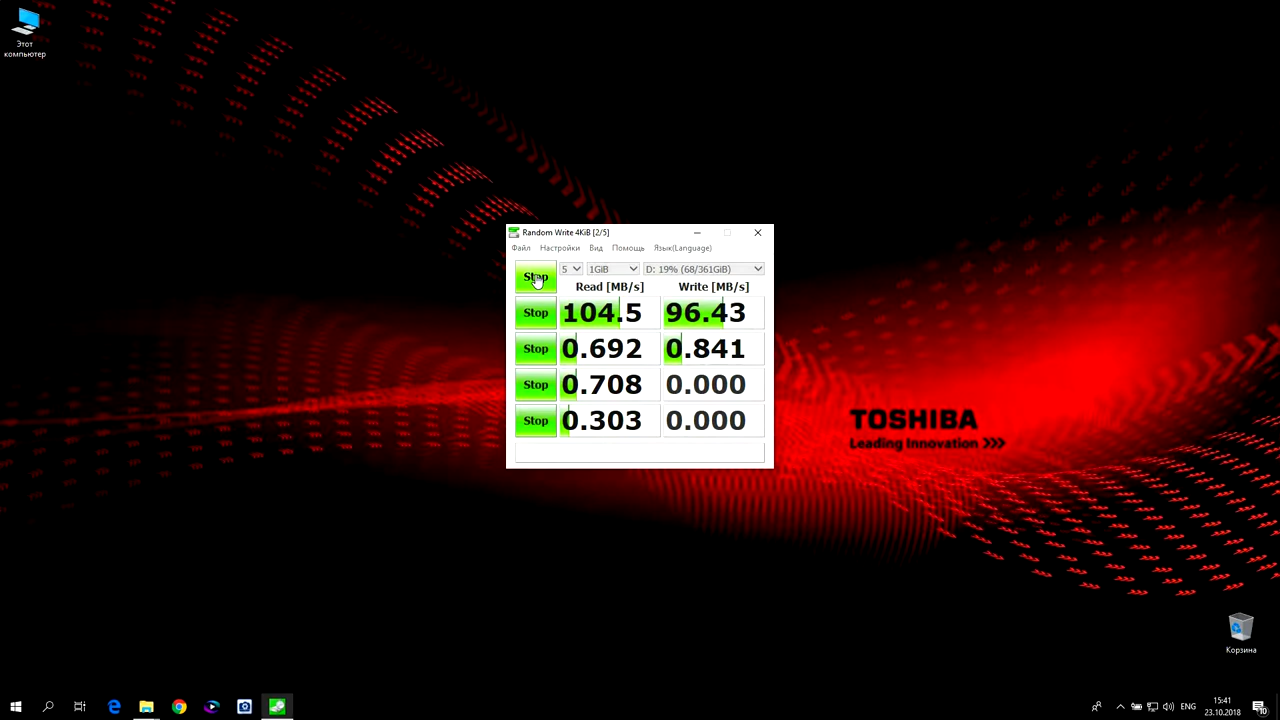 Этот
компьютер
Random Write 4KiB [2/5]
Файл Настройки Вид Помощь Язык(Language)
Stop 5 1GiB D: 19% (68/361GiB)
Read [MB/s] Write [MB/s]
Stop 104.5 96.43
Stop 0.692 0.841
Stop 0.708 0.000
Stop 0.303 0.000
TOSHIBA
Leading Innovation >>>
Корзина
ENG
15:41
23.10.2018
10